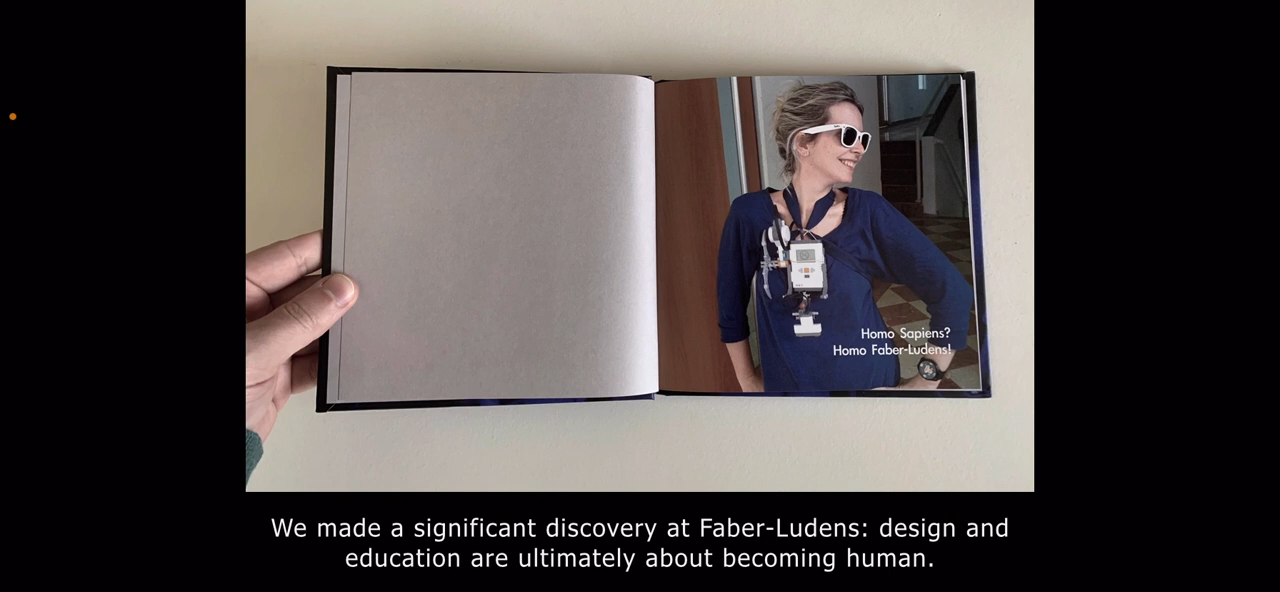 Homo Sapiens?
Homo Faber-Ludens!
We made a significant discovery at Faber-Ludens: design and
education are ultimately about becoming human.